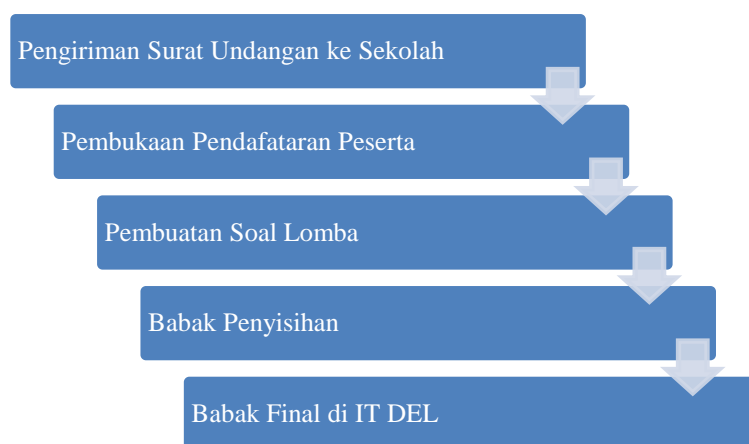 Pengiriman Surat Undangan ke Sekolah
Pembukaan Pendafataran Peserta
Pembuatan Soal Lomba
Babak Penyisihan
Babak Final di IT DEL